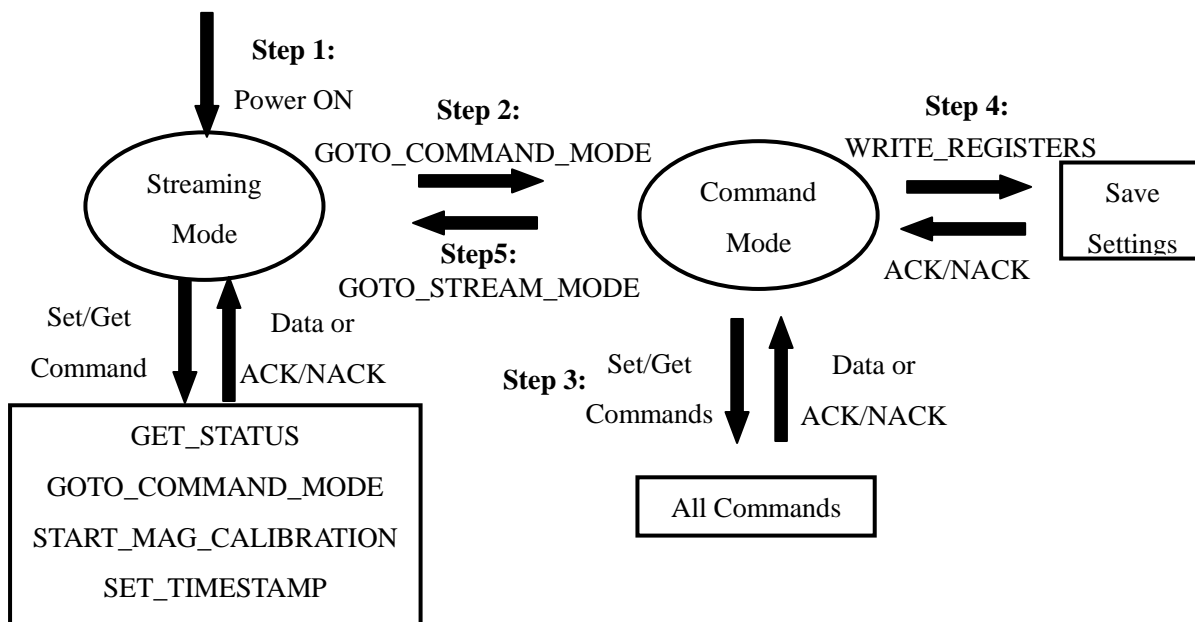 Step 1:
Power ON
Streaming
Mode
Step 2:
GOTO_COMMAND_MODE
Step5:
GOTO_STREAM_MODE
Command
Mode
Step 4:
WRITE_REGISTERS
ACK/NACK
Save
Settings
Set/Get
Command
Data or
ACK/NACK
GET_STATUS
GOTO_COMMAND_MODE
START_MAG_CALIBRATION
SET_TIMESTAMP
Step 3:
Set/Get
Commands
Data or
ACK/NACK
All Commands